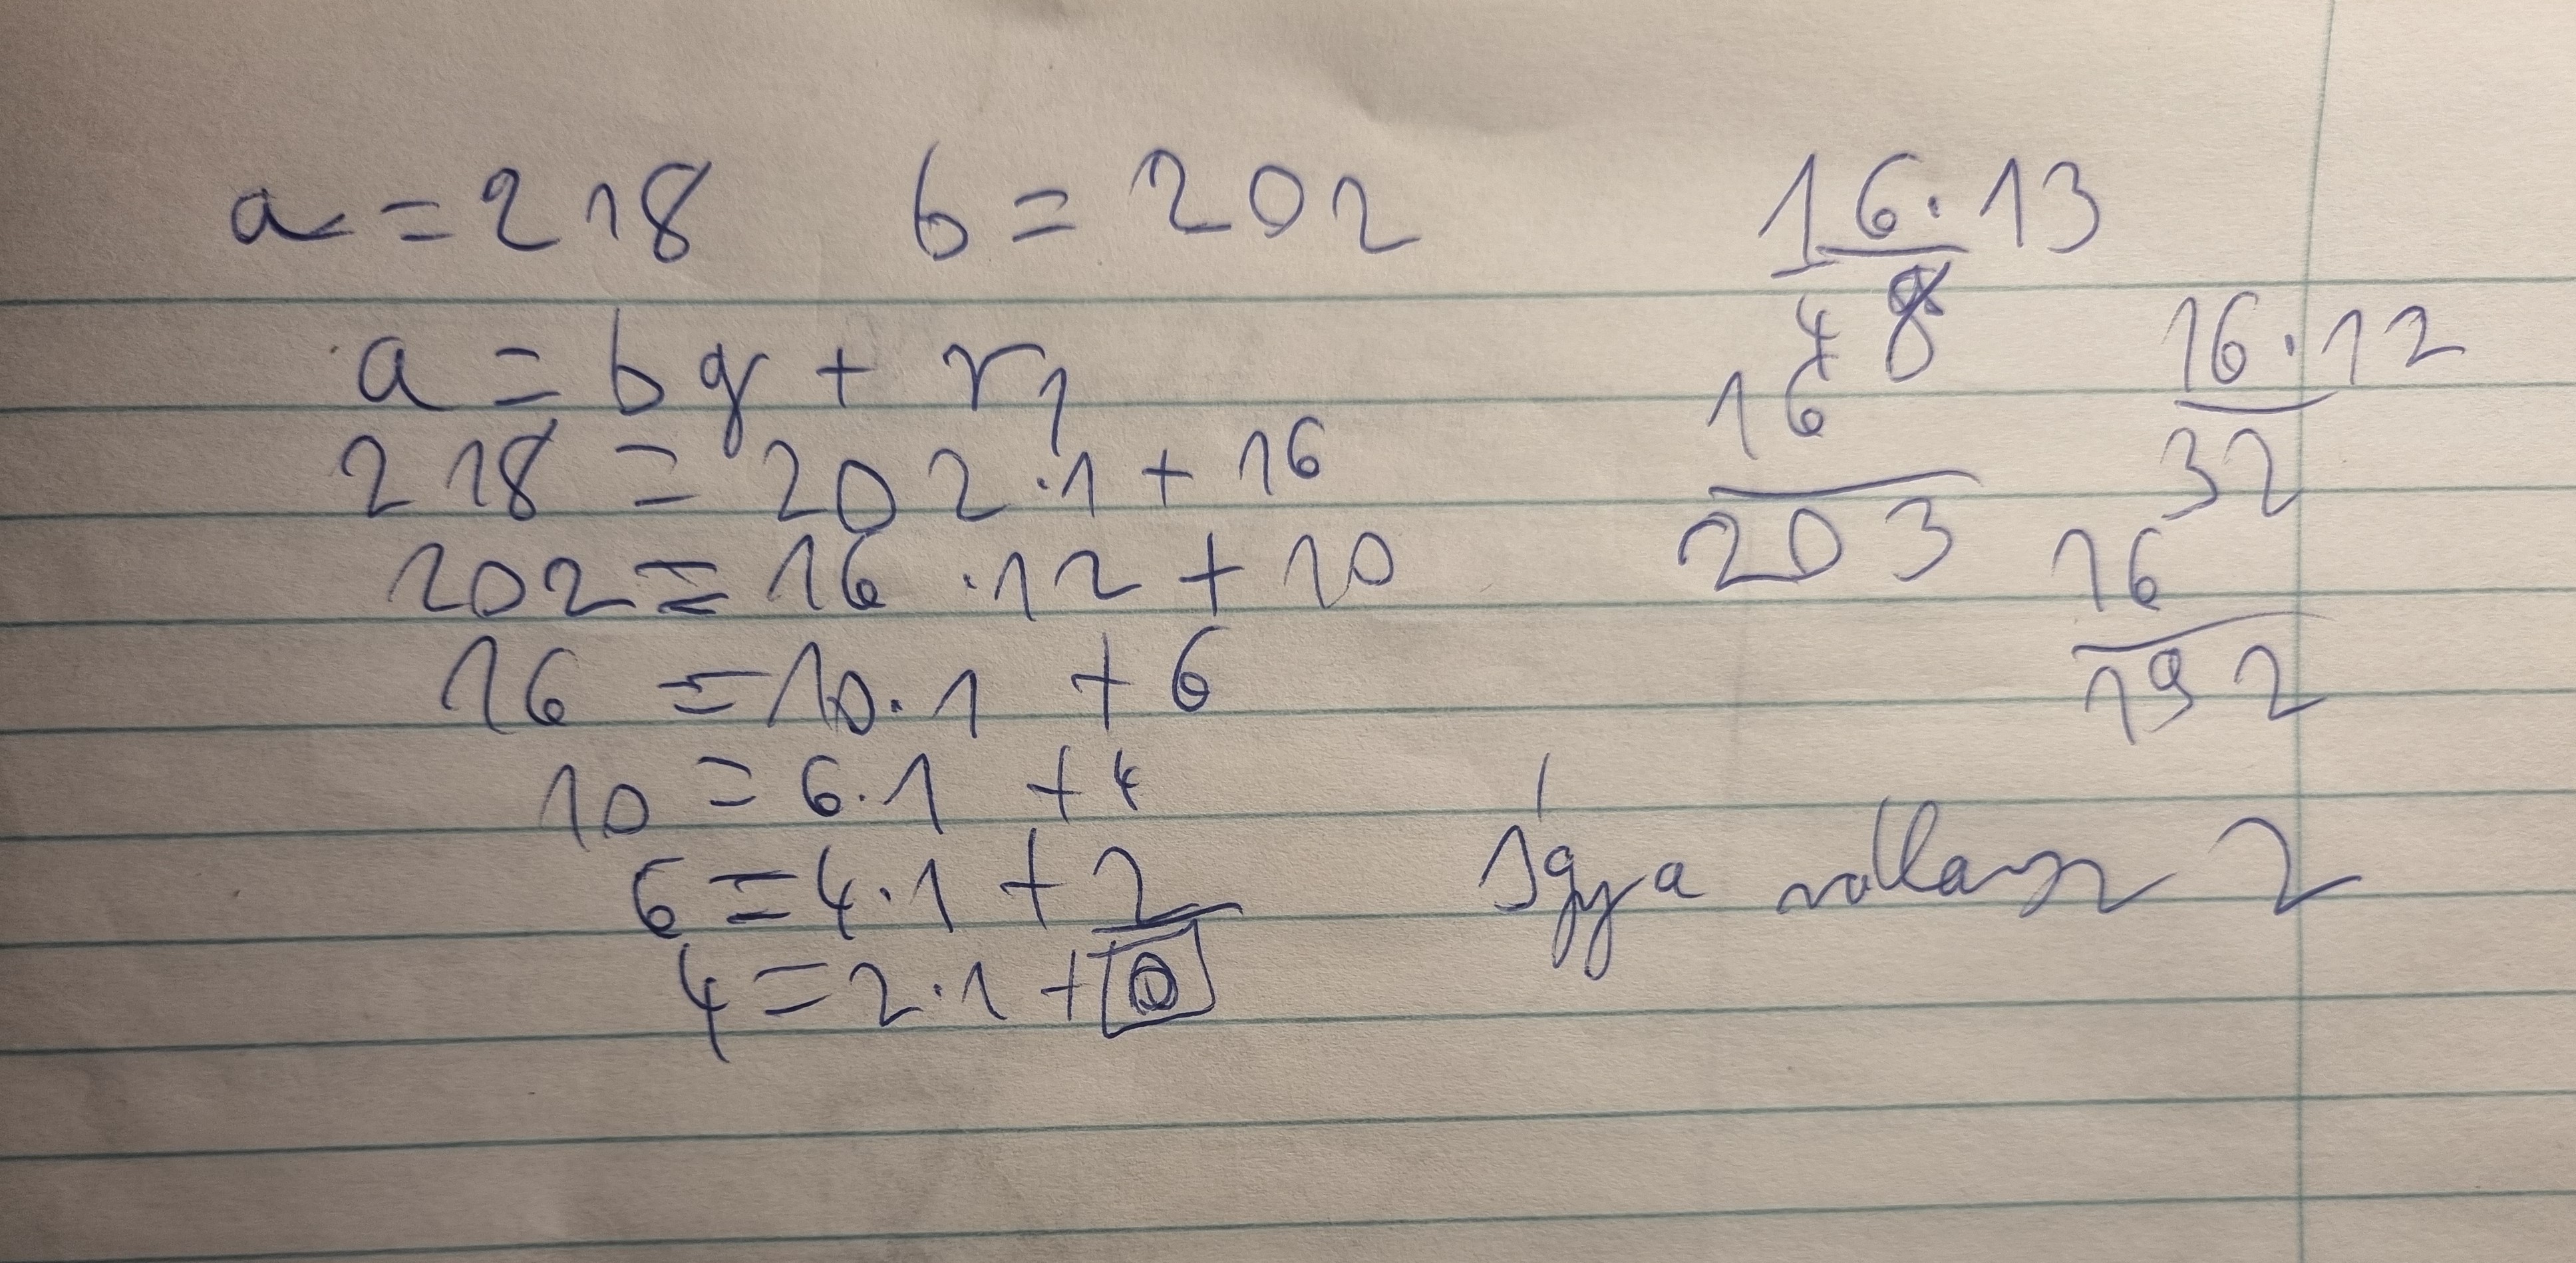 a = 218 b = 202
a = bq + r₁
218 = 202 · 1 + 16
202 = 16 · 12 + 10
16 = 10 · 1 + 6
10 = 6 · 1 + 4
6 = 4 · 1 + 2
4 = 2 · 1 + 0
16 · 13
48
16
203
16 · 12
32
16
192
Így a válasz 2